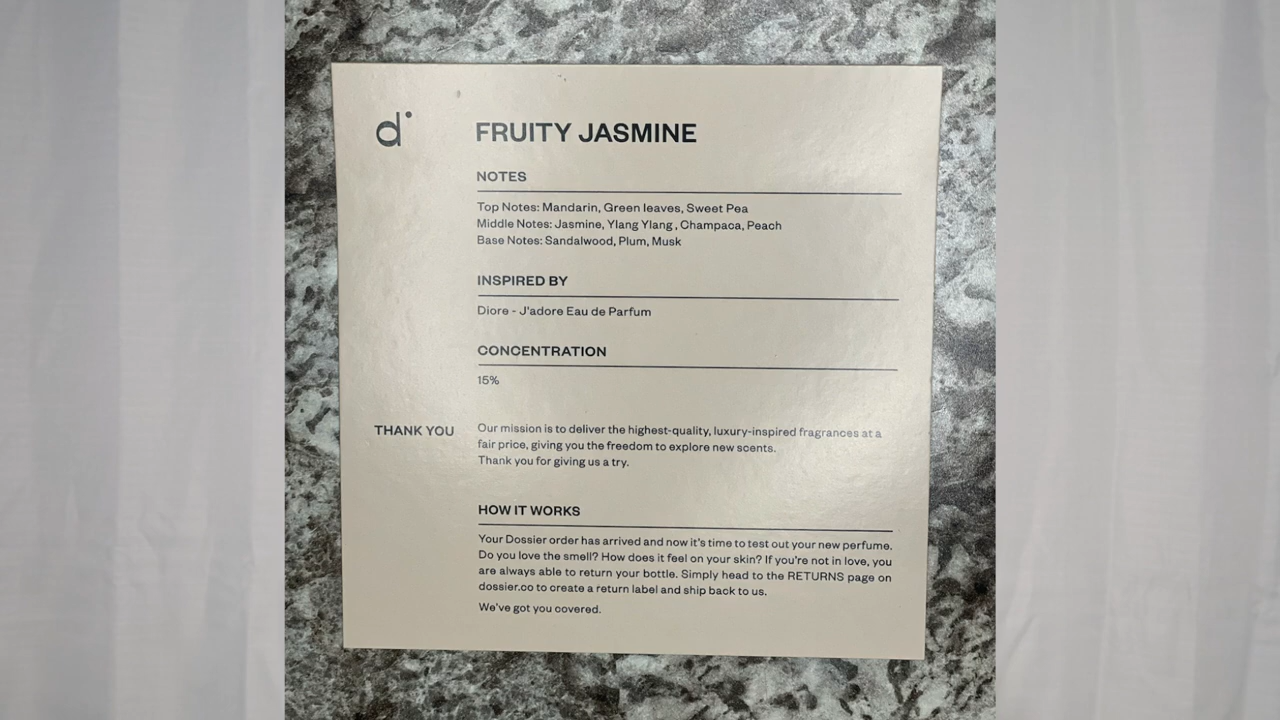 d°
FRUITY JASMINE
NOTES
Top Notes: Mandarin, Green leaves, Sweet Pea
Middle Notes: Jasmine, Ylang Ylang , Champaca, Peach
Base Notes: Sandalwood, Plum, Musk
INSPIRED BY
Diore - J'adore Eau de Parfum
CONCENTRATION
15%
THANK YOU
Our mission is to deliver the highest-quality, luxury-inspired fragrances at a
fair price, giving you the freedom to explore new scents.
Thank you for giving us a try.
HOW IT WORKS
Your Dossier order has arrived and now it's time to test out your new perfume.
Do you love the smell? How does it feel on your skin? If you're not in love, you
are always able to return your bottle. Simply head to the RETURNS page on
dossier.co to create a return label and ship back to us.
We've got you covered.